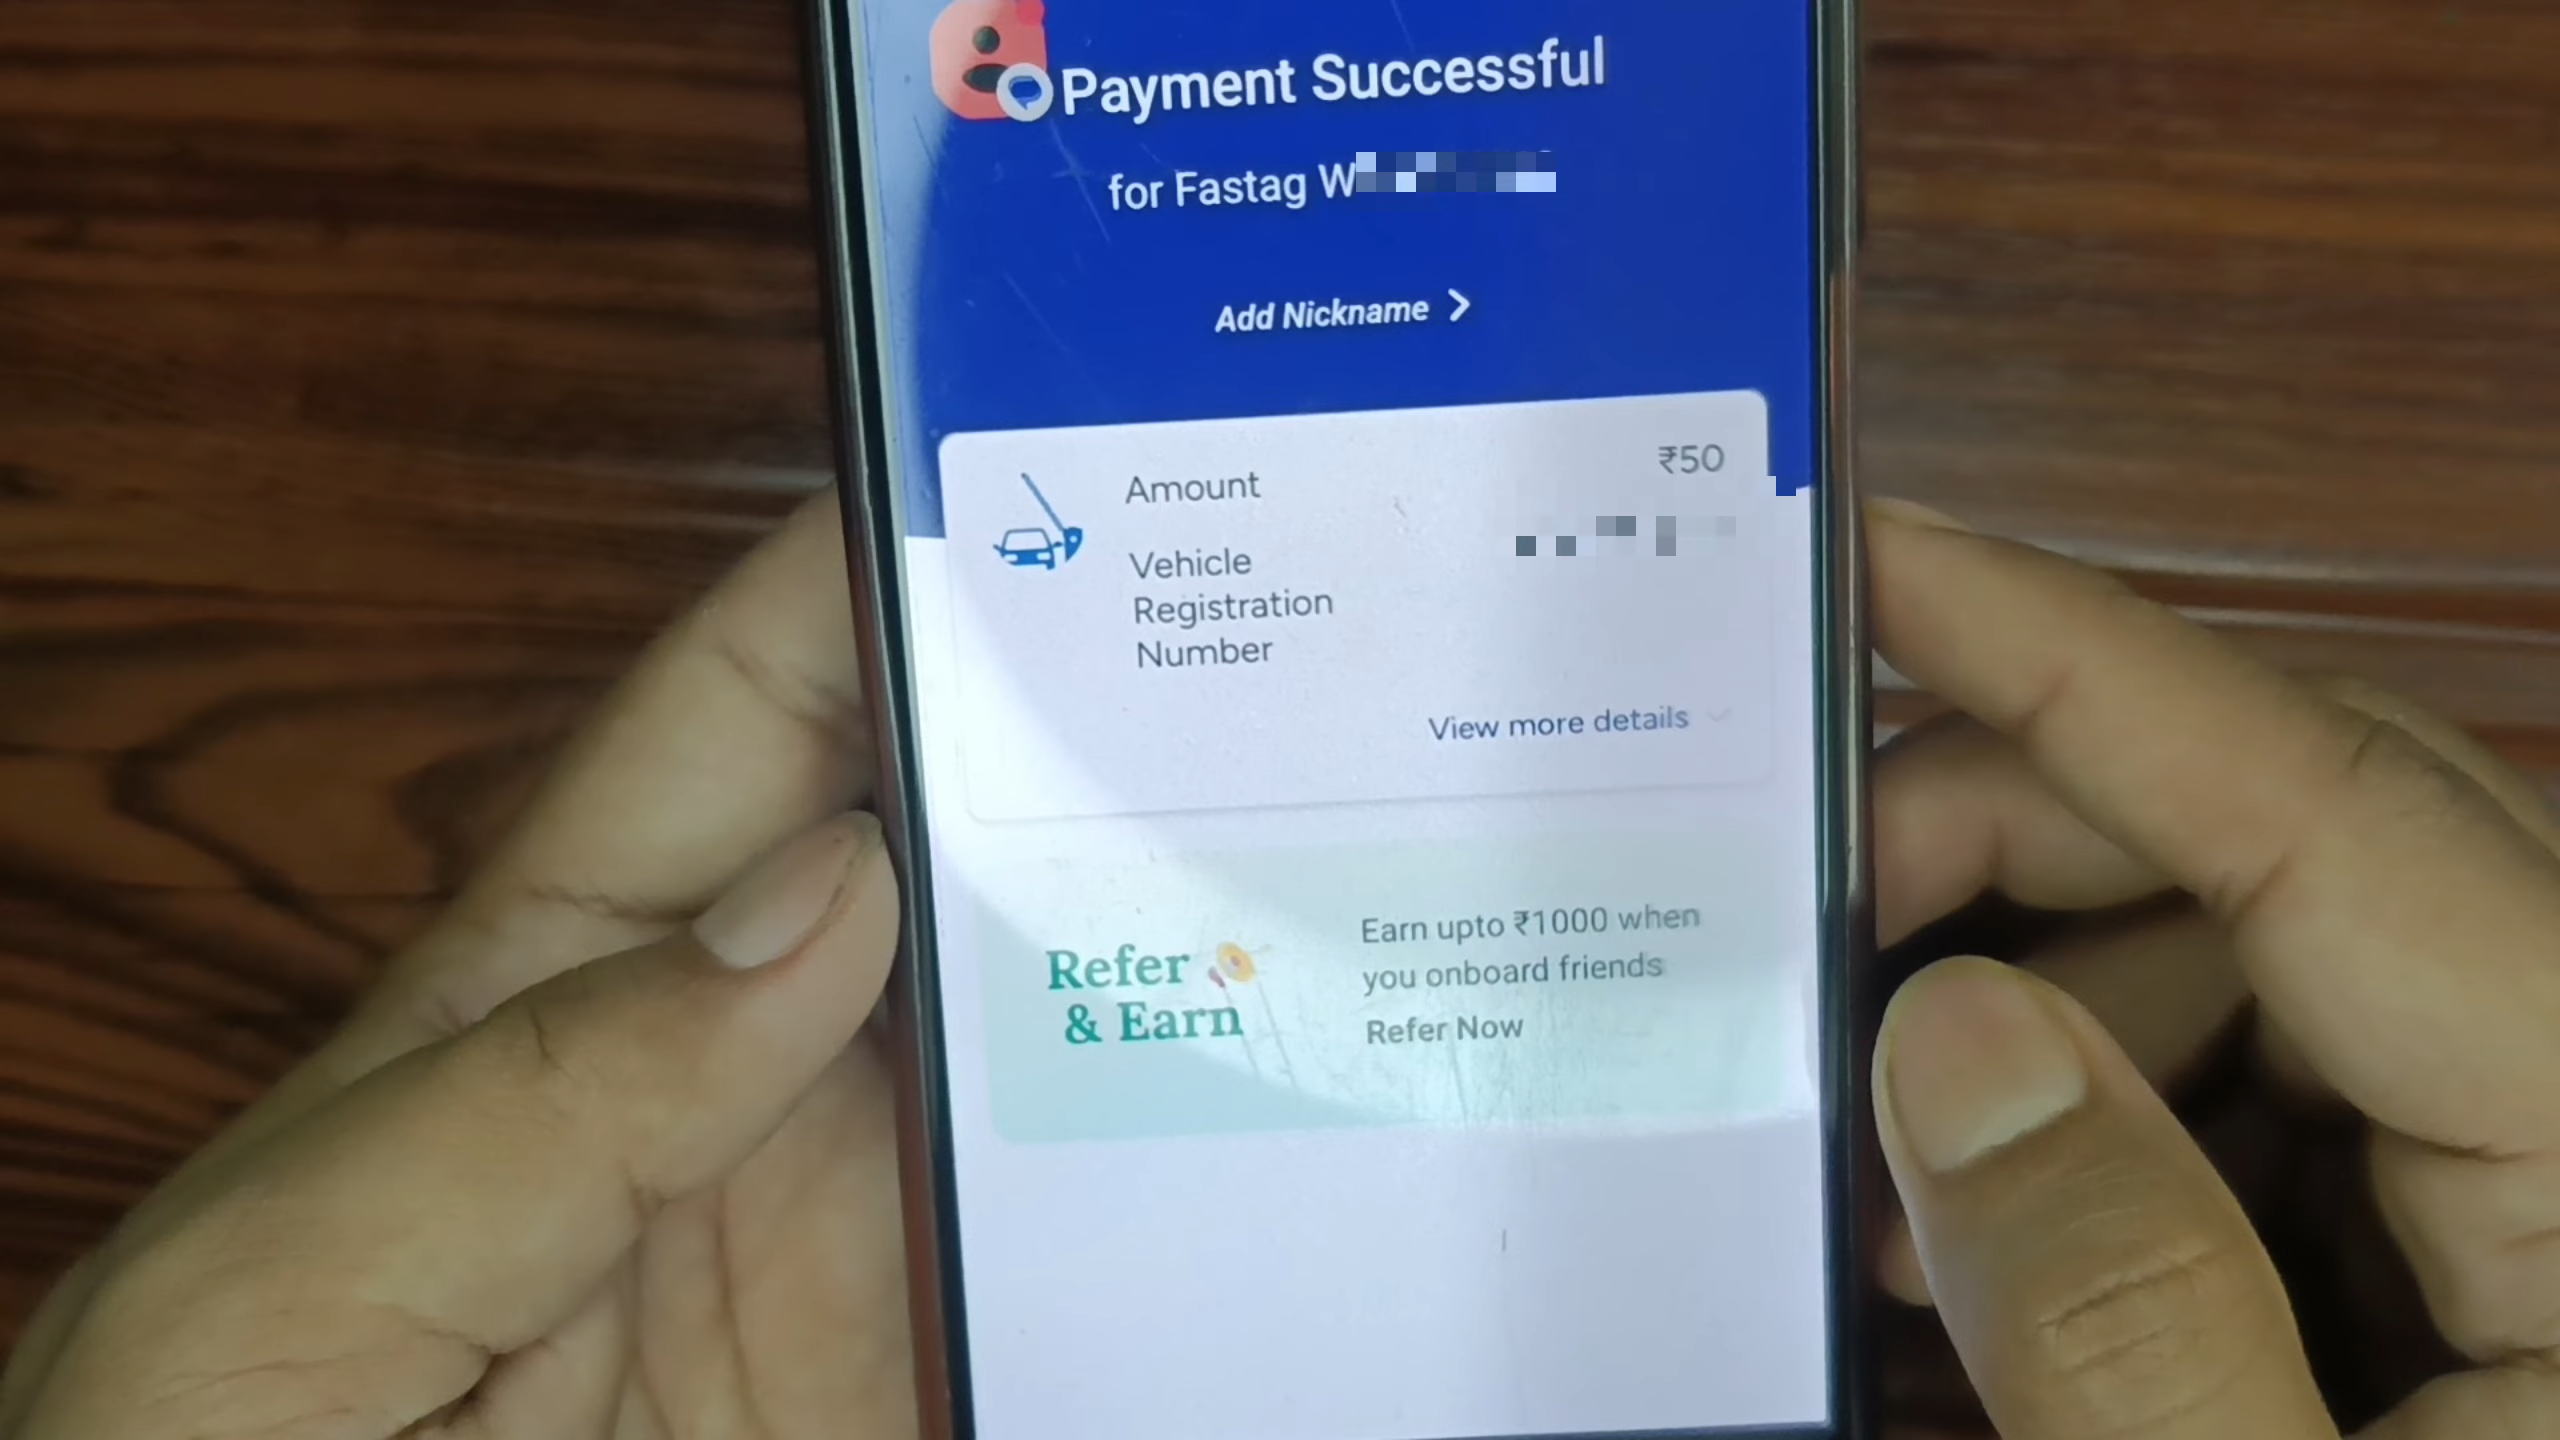 Payment Successful
for Fastag W
Add Nickname
Amount
₹50
Vehicle
Registration
Number
View more details
Refer
& Earn
Earn upto ₹1000 when
you onboard friends
Refer Now